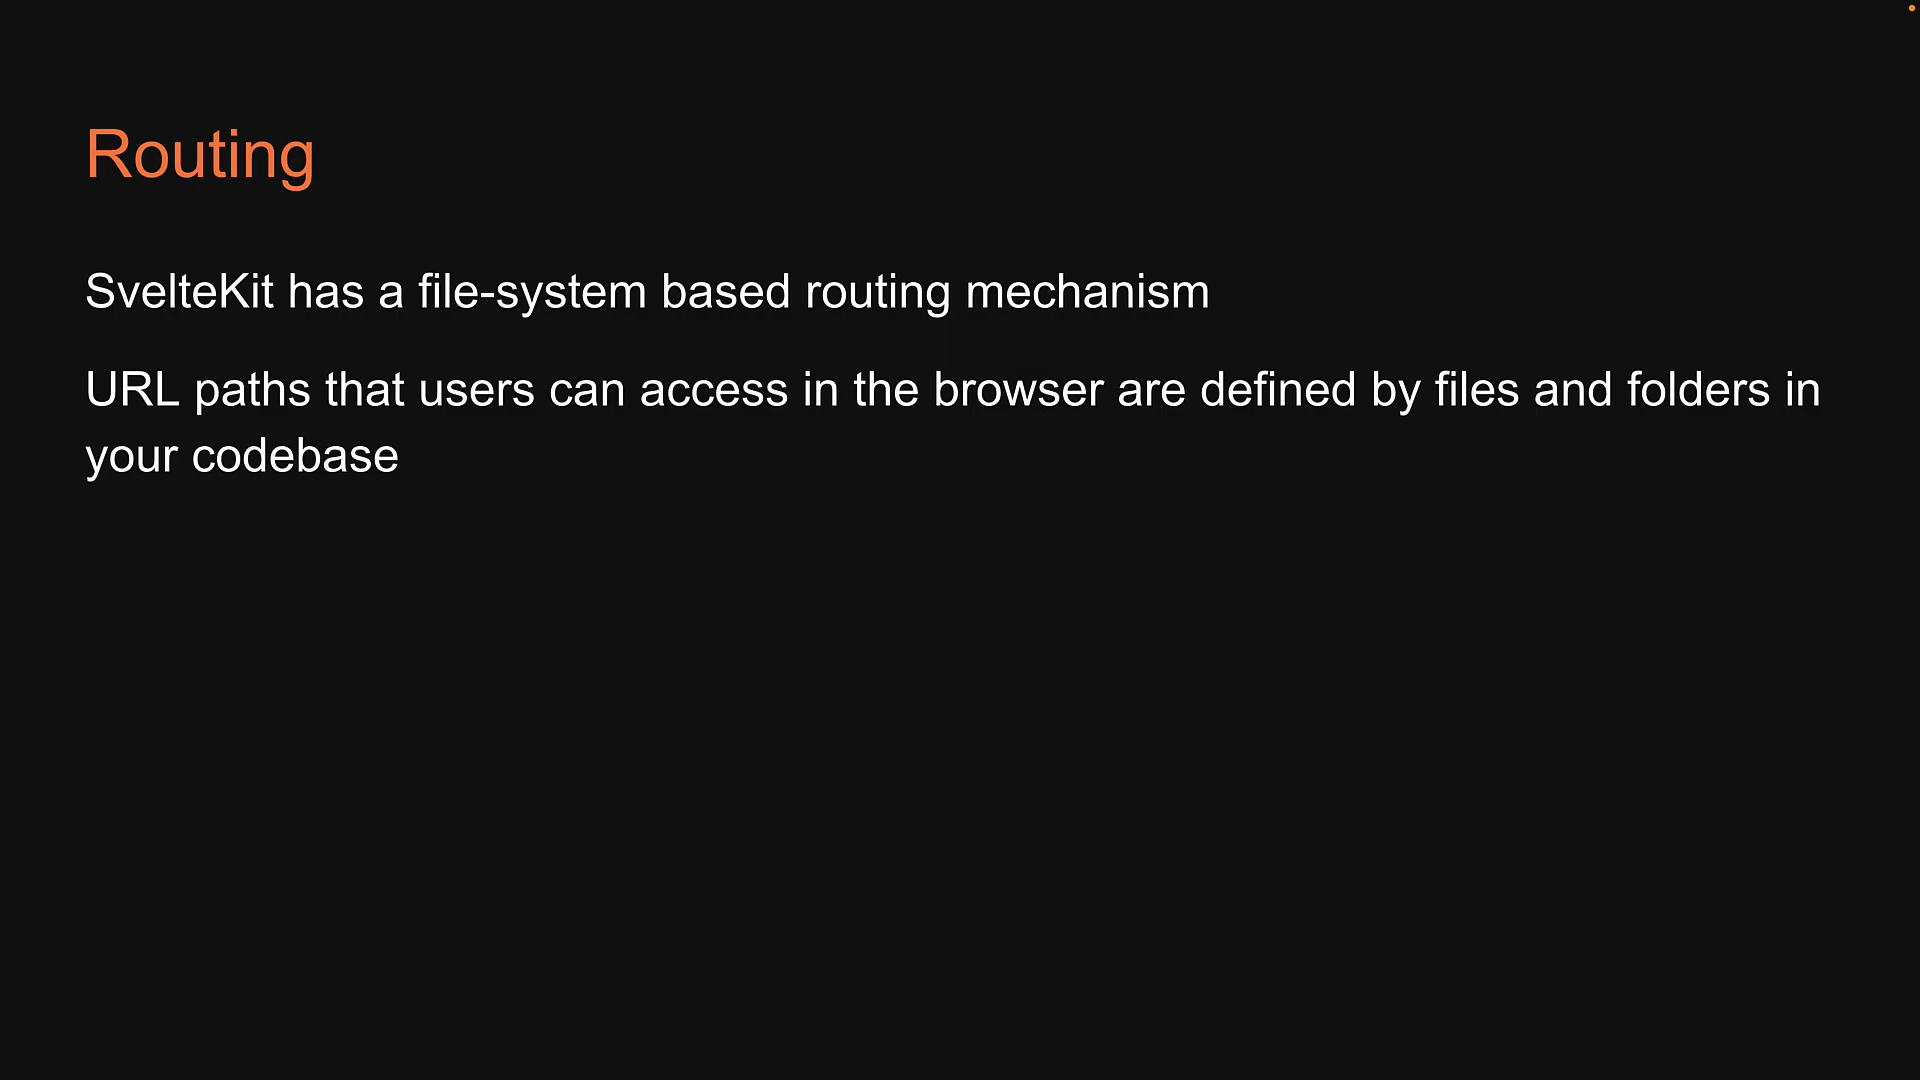 Routing
SvelteKit has a file-system based routing mechanism
URL paths that users can access in the browser are defined by files and folders in
your codebase